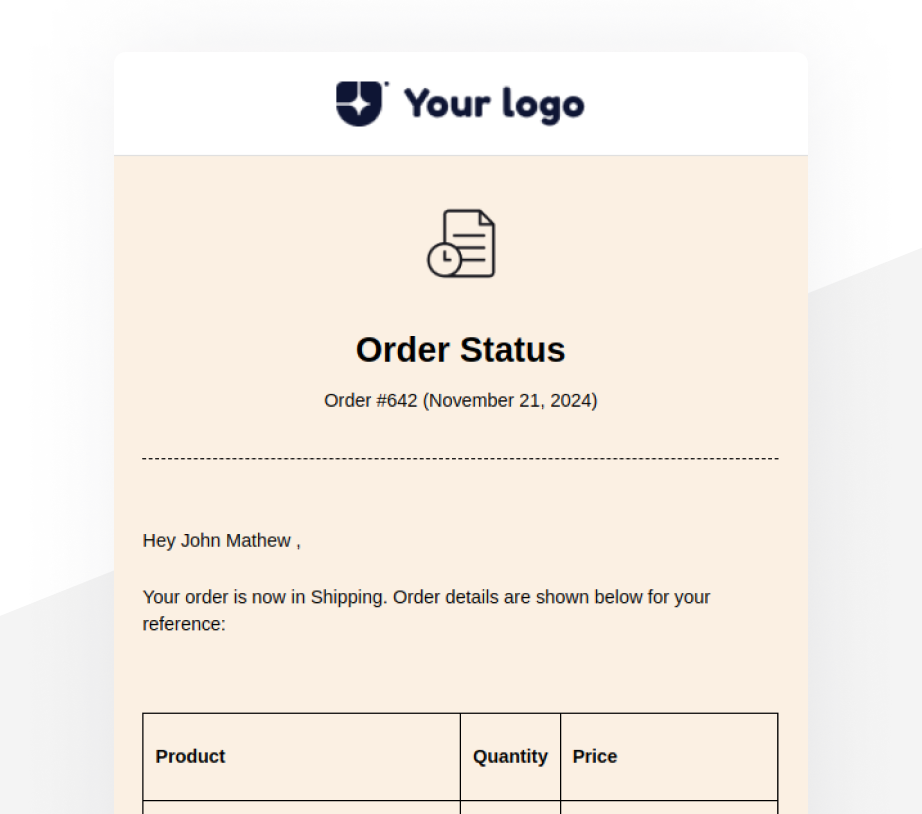 Your logo
Order Status
Order #642 (November 21, 2024)
Hey John Mathew ,
Your order is now in Shipping. Order details are shown below for your
reference:
Product Quantity Price